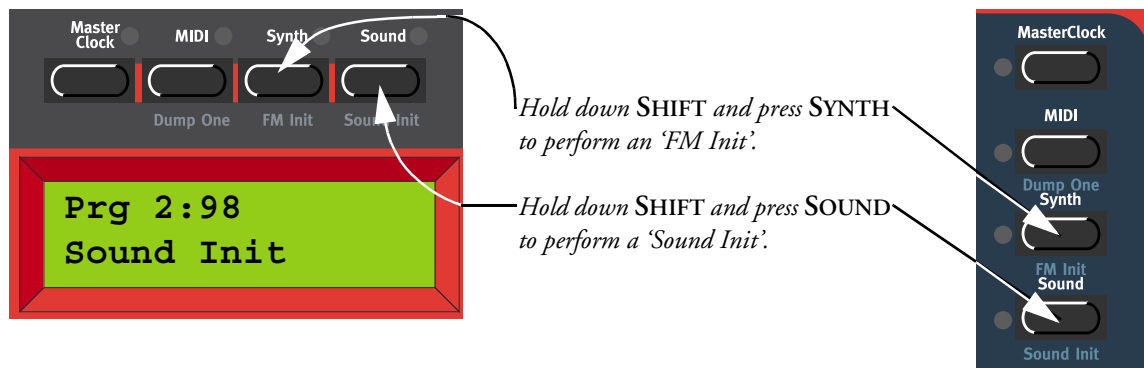 Master
Clock
MIDI
Synth
Sound
Dump One
FM Init
Sound Init
Prg 2:98
Sound Init
Hold down SHIFT and press SYNTH
to perform an ‘FM Init’.
Hold down SHIFT and press SOUND
to perform a ‘Sound Init’.
MasterClock
MIDI
Dump One
Synth
FM Init
Sound
Sound Init